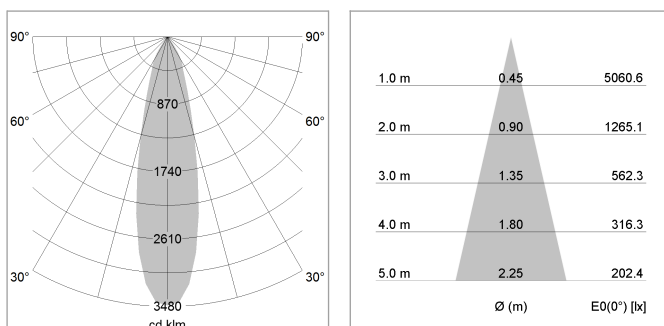 90° 90°
870
60° 60°
1740
2610
30° 30°
3480
cd klm
1.0 m 0.45 5060.6
2.0 m 0.90 1265.1
3.0 m 1.35 562.3
4.0 m 1.80 316.3
5.0 m 2.25 202.4
Ø (m) E0(0°) [lx]